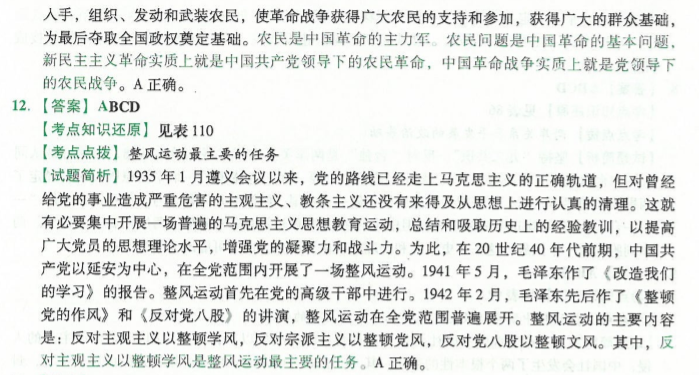 人手，组织、发动和武装农民，使革命战争获得广大农民的支持和参加，获得广大的群众基础，
为最后夺取全国政权奠定基础。农民是中国革命的主力军。农民问题是中国革命的基本问题，
新民主主义革命实质上就是中国共产党领导下的农民革命，中国革命战争实质上就是党领导下
的农民战争。A 正确。
12.【答案】ABCD
【考点知识还原】见表 110
【考点点拨】整风运动最主要的任务
【试题简析】1935 年 1 月遵义会议以来，党的路线已经走上马克思主义的正确轨道，但对曾经
给党的事业造成严重危害的主观主义、教条主义还没有来得及从思想上进行认真的清理。这就
有必要集中开展一场普遍的马克思主义思想教育运动，总结和吸取历史上的经验教训，以提高
广大党员的思想理论水平，增强党的凝聚力和战斗力。为此，在 20 世纪 40 年代前期，中国共
产党以延安为中心，在全党范围内开展了一场整风运动。1941 年 5 月，毛泽东作了《改造我们
的学习》的报告。整风运动首先在党的高级干部中进行。1942 年 2 月，毛泽东先后作了《整顿
党的作风》和《反对党八股》的讲演，整风运动在全党范围普遍展开。整风运动的主要内容
是：反对主观主义以整顿学风，反对宗派主义以整顿党风，反对党八股以整顿文风。其中，反
对主观主义以整顿学风是整风运动最主要的任务。A 正确。